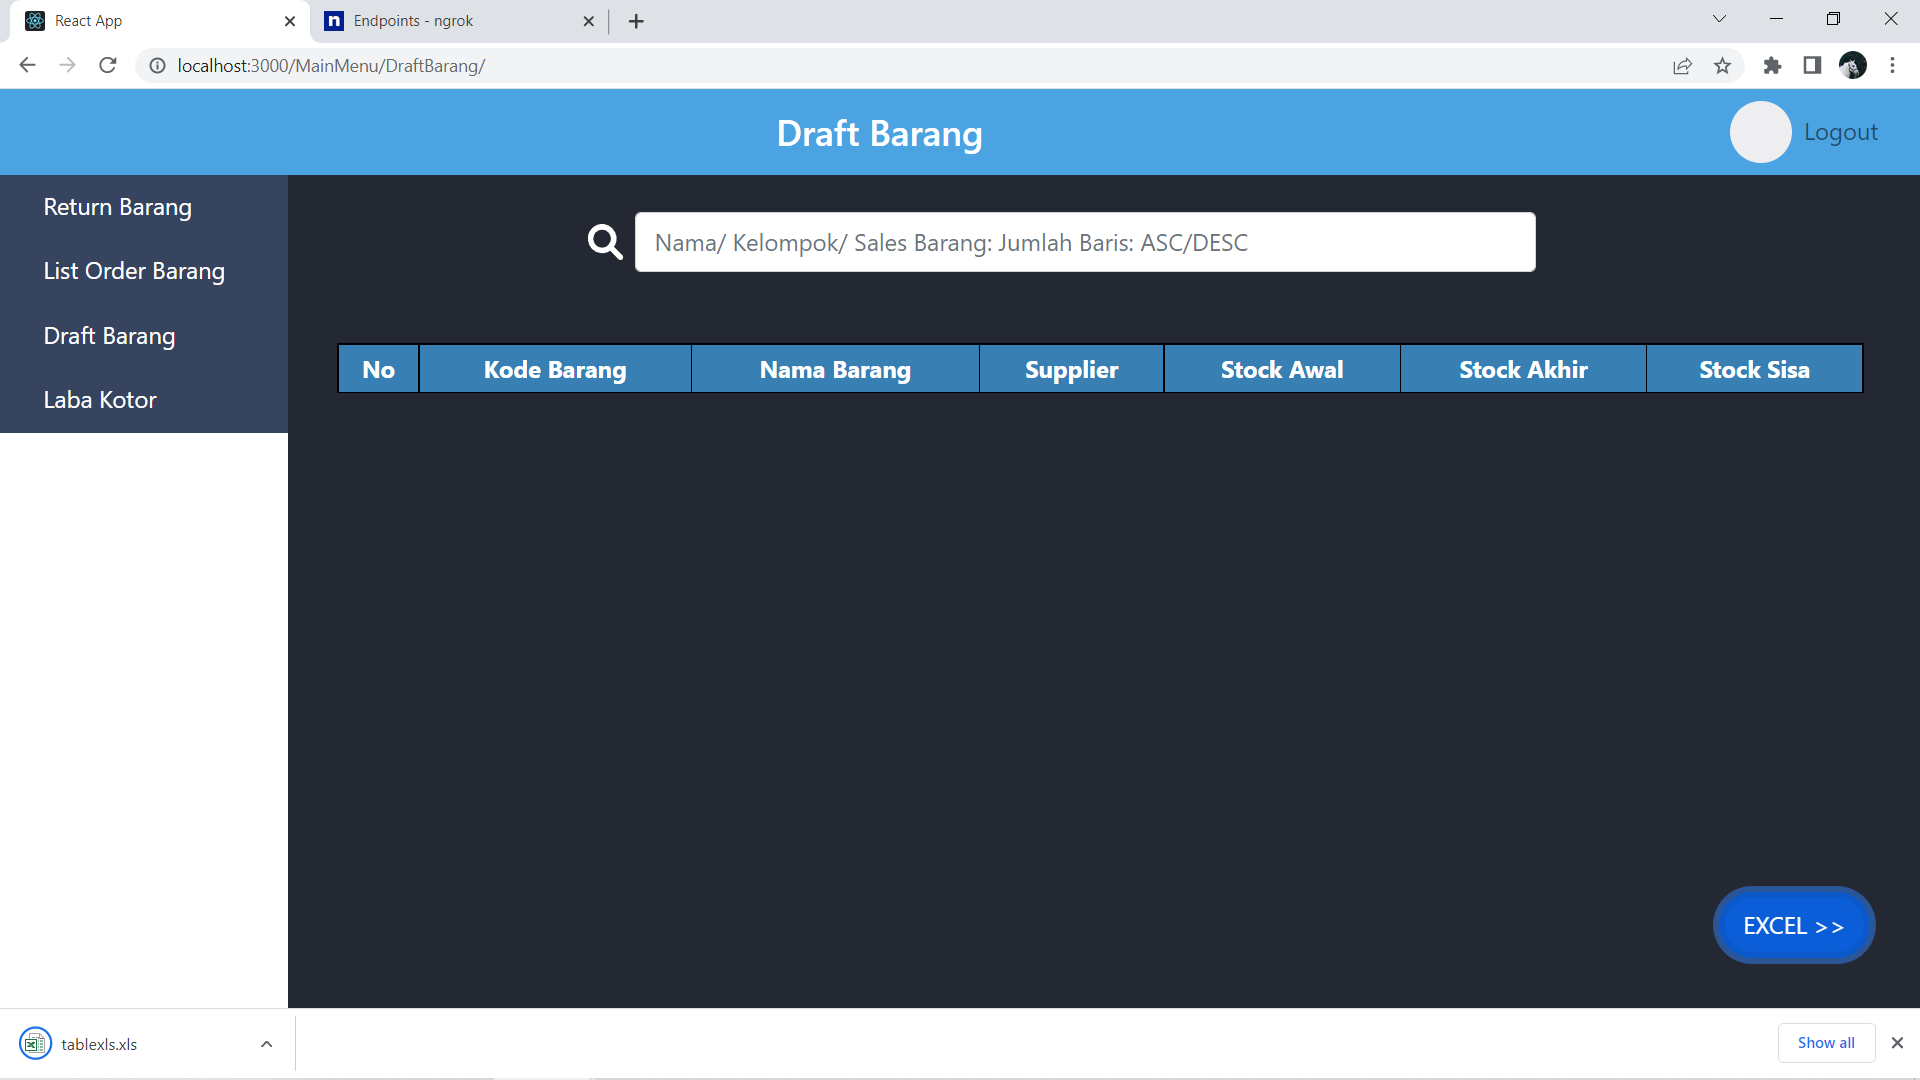 React App
Endpoints - ngrok
localhost:3000/MainMenu/DraftBarang/
Draft Barang
Logout
Return Barang
List Order Barang
Draft Barang
Laba Kotor
Nama/ Kelompok/ Sales Barang: Jumlah Baris: ASC/DESC
No Kode Barang Nama Barang Supplier Stock Awal Stock Akhir Stock Sisa
EXCEL >>
tablexls.xls
Show all